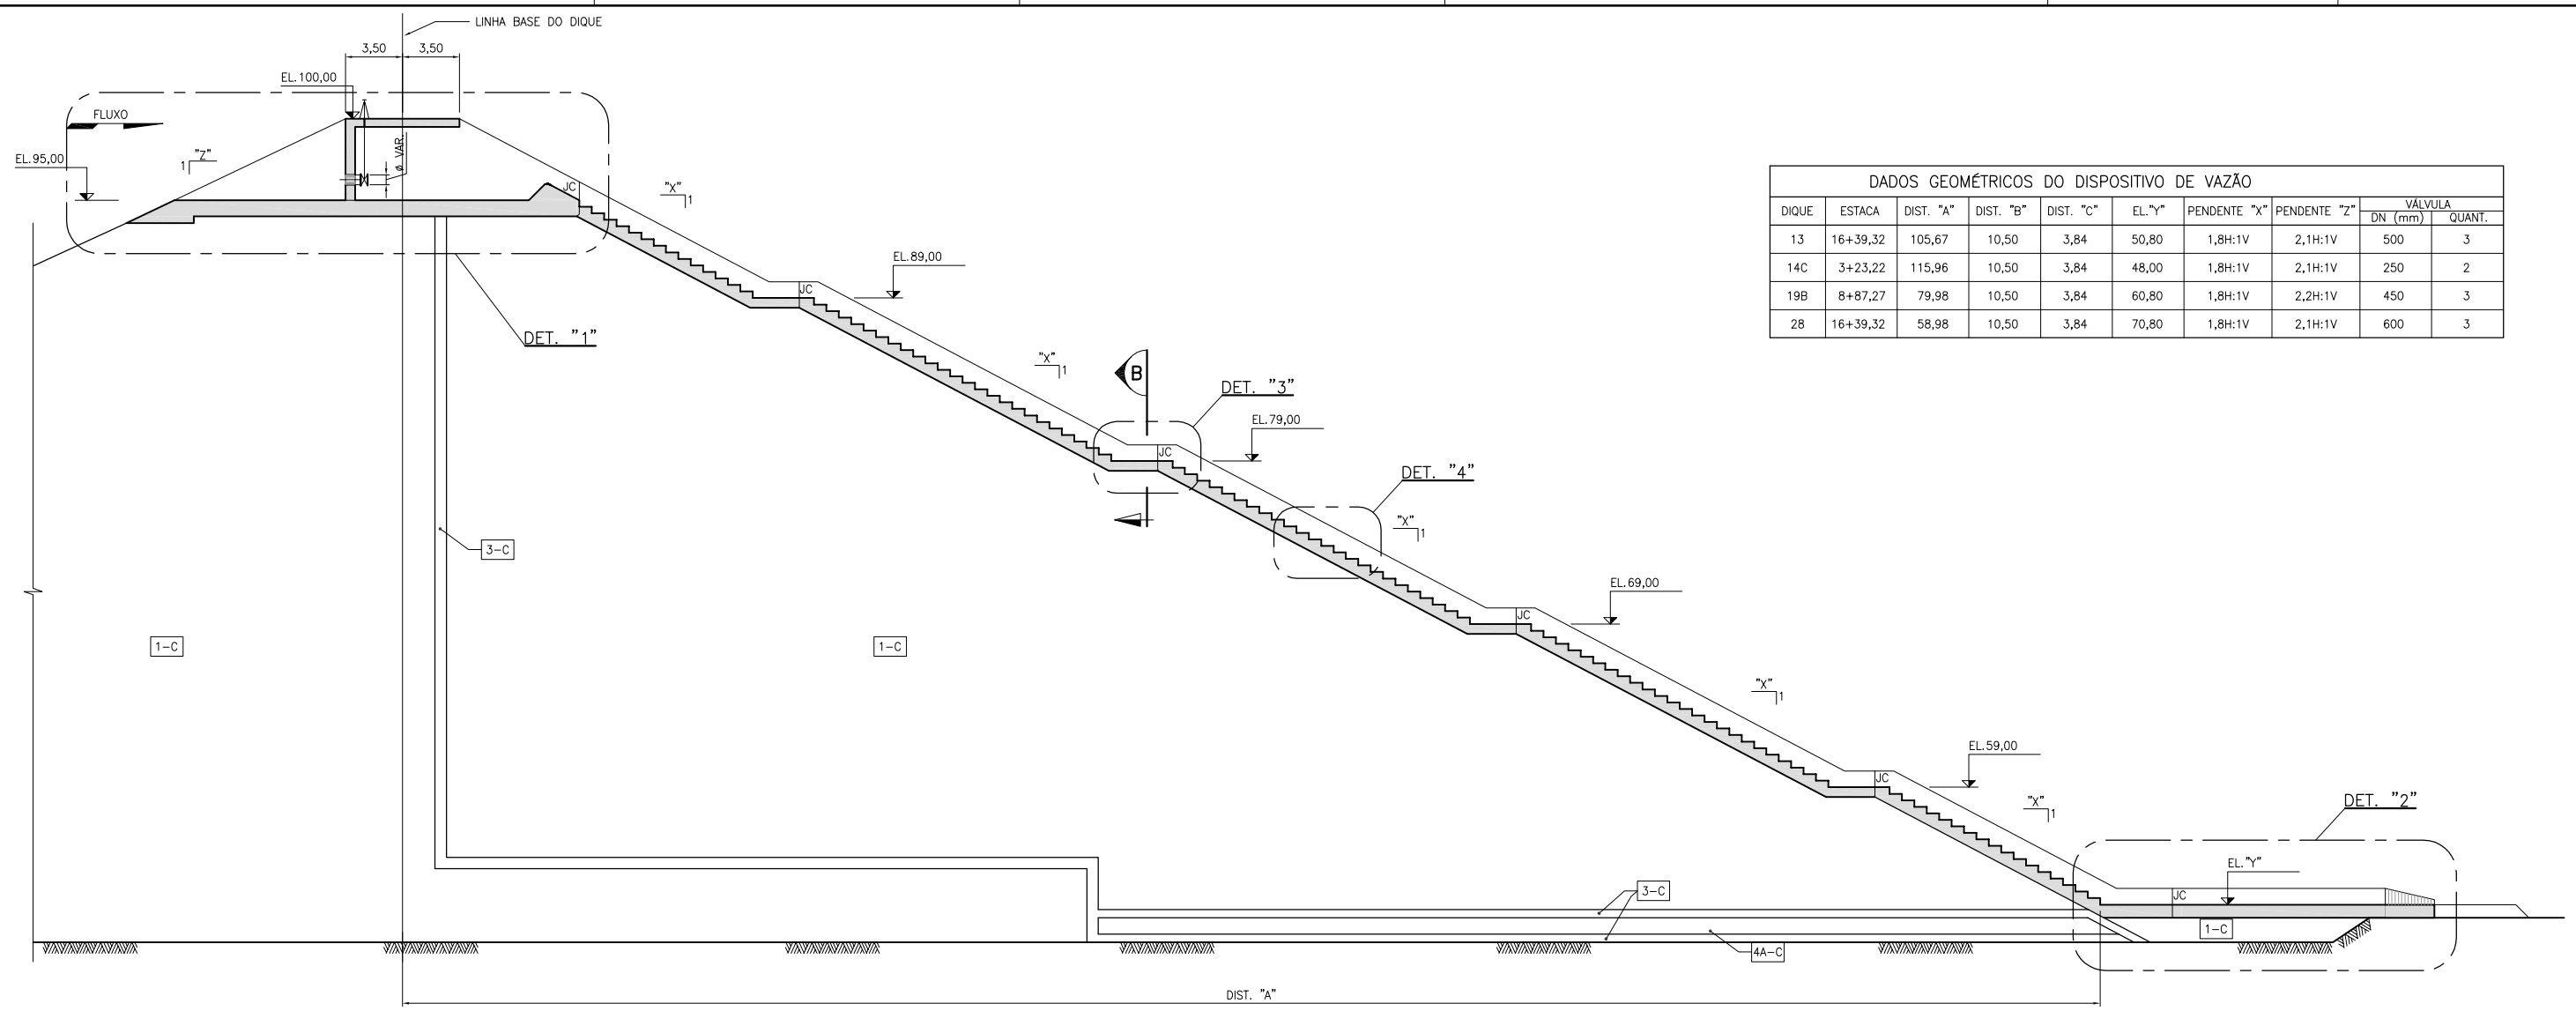 LINHA BASE DO DIQUE
3,50 3,50
EL.100,00
FLUXO
EL.95,00
1 "Z"
ø VAR.
JC
"X" 1
DET. "1"
JC
EL.89,00
"X" 1
B
DET. "3"
JC
EL.79,00
DET. "4"
"X" 1
3-C
1-C
1-C
JC
EL.69,00
"X" 1
JC
EL.59,00
"X" 1
DET. "2"
EL."Y"
JC
3-C
1-C
4A-C
DIST. "A"
DADOS GEOMÉTRICOS DO DISPOSITIVO DE VAZÃO
DIQUE ESTACA DIST. "A" DIST. "B" DIST. "C" EL."Y" PENDENTE "X" PENDENTE "Z" VÁLVULA
DN (mm) QUANT.
13 16+39,32 105,67 10,50 3,84 50,80 1,8H:1V 2,1H:1V 500 3
14C 3+23,22 115,96 10,50 3,84 48,00 1,8H:1V 2,1H:1V 250 2
19B 8+87,27 79,98 10,50 3,84 60,80 1,8H:1V 2,2H:1V 450 3
28 16+39,32 58,98 10,50 3,84 70,80 1,8H:1V 2,1H:1V 600 3